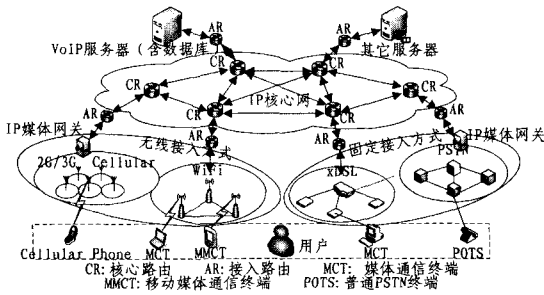 AR AR
VoIP服务器（含数据库） 其它服务器
CR CR
CR CR
AR IP核心网 AR
CR CR
IP媒体网关 AR AR IP媒体网关
无线接入方式 固定接入方式
2G/3G Cellular WiFi xDSL PSTN
用户
Cellular Phone MCT MMCT MCT POTS
CR:核心路由 AR:接入路由 MCT: 媒体通信终端
MMCT:移动媒体通信终端 POTS:普通PSTN终端